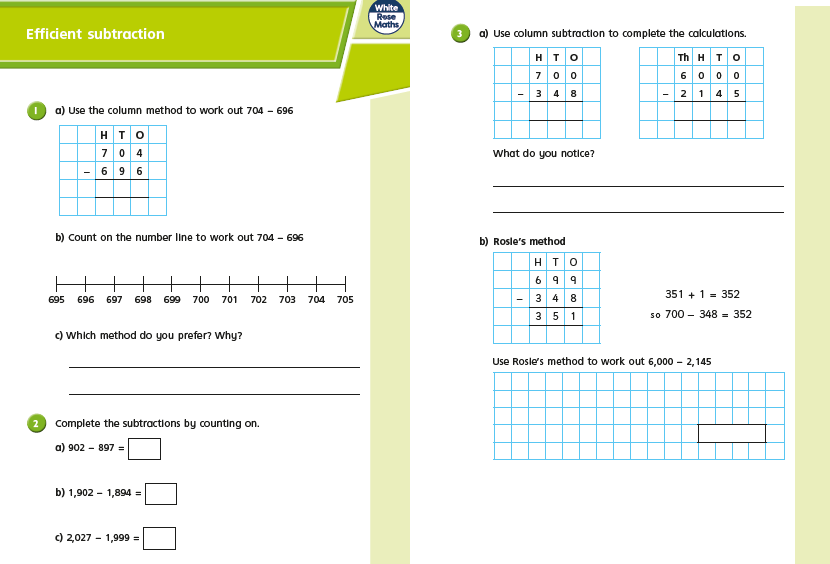 Efficient subtraction
White
Rose
Maths
1
a) Use the column method to work out 704 – 696
H T O
7 0 4
– 6 9 6
b) Count on the number line to work out 704 – 696
695 696 697 698 699 700 701 702 703 704 705
c) Which method do you prefer? Why?
2
Complete the subtractions by counting on.
a) 902 – 897 =
b) 1,902 – 1,894 =
c) 2,027 – 1,999 =
3
a) Use column subtraction to complete the calculations.
H T O
7 0 0
– 3 4 8
Th H T O
6 0 0 0
– 2 1 4 5
What do you notice?
b) Rosie's method
H T O
6 9 9
– 3 4 8
3 5 1
351 + 1 = 352
so 700 – 348 = 352
Use Rosie's method to work out 6,000 – 2,145